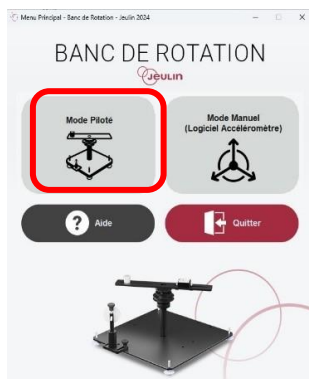 Menu Principal - Banc de Rotation - Jeulin 2024
BANC DE ROTATION
Jeulin
Mode Piloté
Mode Manuel
(Logiciel Accéléromètre)
? Aide
Quitter